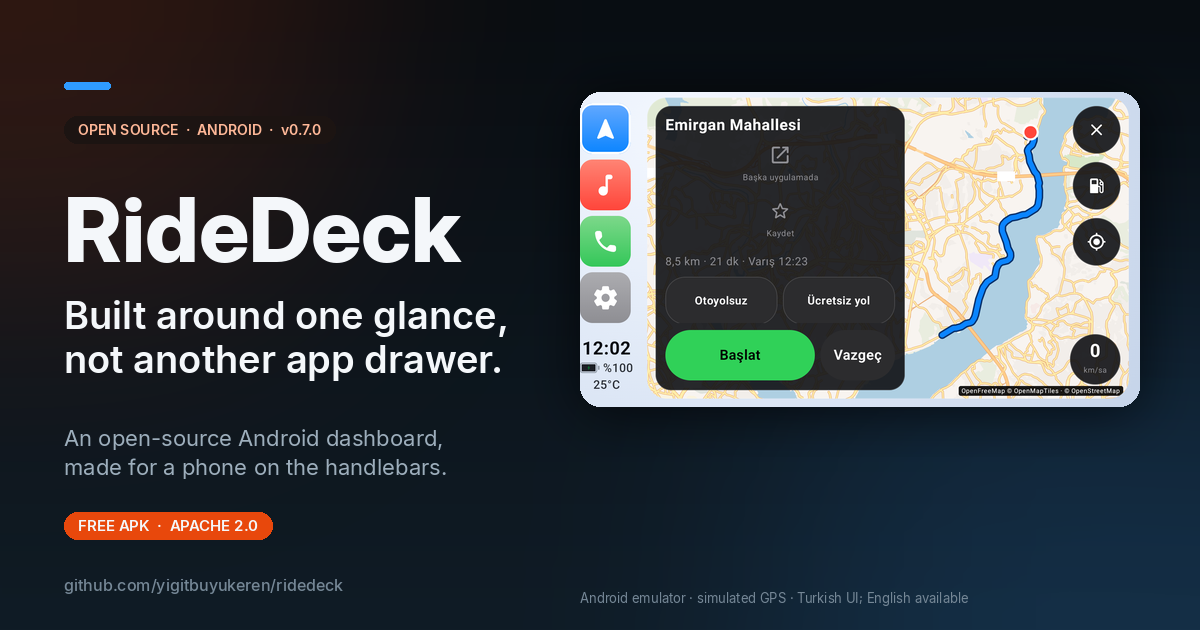 OPEN SOURCE · ANDROID · v0.7.0
RideDeck
Built around one glance,
not another app drawer.
An open-source Android dashboard,
made for a phone on the handlebars.
FREE APK · APACHE 2.0
github.com/yigitbuyukeren/ridedeck
12:02
%100
25°C
Emirgan Mahallesi
Başka uygulamada
Kaydet
8,5 km · 21 dk · Varış 12:23
Otoyolsuz
Ücretsiz yol
Başlat
Vazgeç
0
km/sa
OpenFreeMap © OpenMapTiles · © OpenStreetMap
Android emulator · simulated GPS · Turkish UI; English available